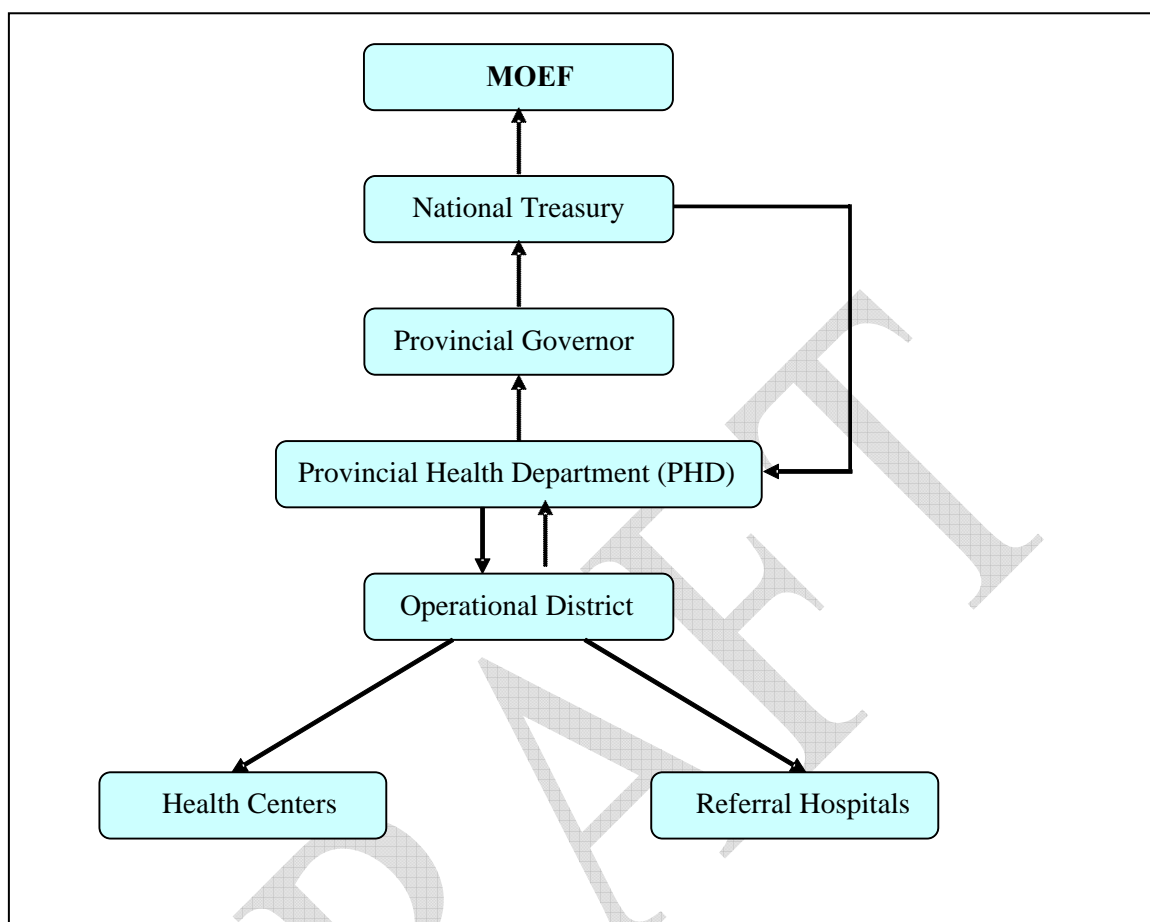 MOEF
National Treasury
Provincial Governor
Provincial Health Department (PHD)
Operational District
Health Centers
Referral Hospitals
DRAFT